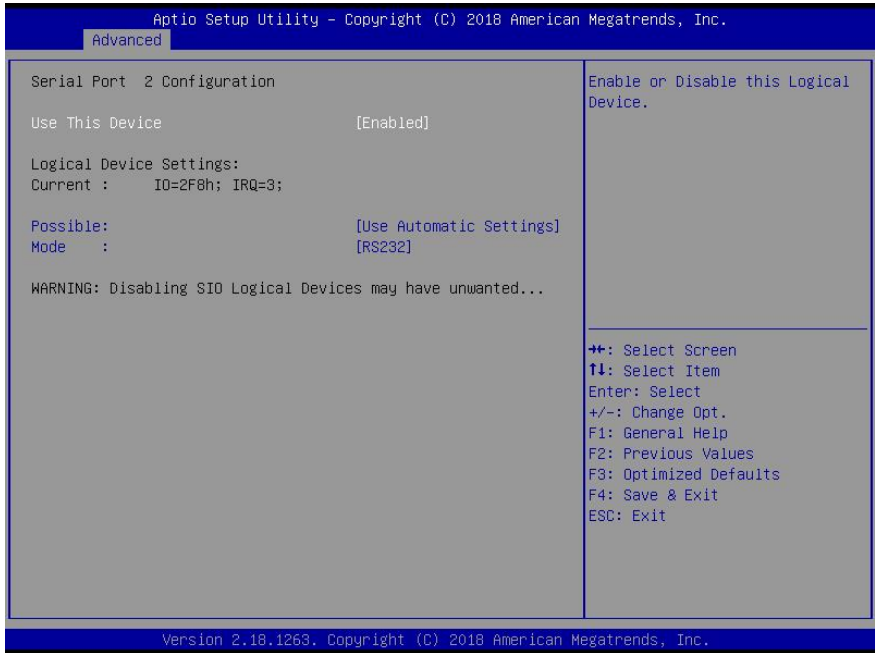 Aptio Setup Utility – Copyright (C) 2018 American Megatrends, Inc.
Advanced
Serial Port 2 Configuration
Use This Device [Enabled]
Logical Device Settings:
Current : IO=2F8h; IRQ=3;
Possible: [Use Automatic Settings]
Mode : [RS232]
WARNING: Disabling SIO Logical Devices may have unwanted...
Enable or Disable this Logical
Device.
→←: Select Screen
↑↓: Select Item
Enter: Select
+/-: Change Opt.
F1: General Help
F2: Previous Values
F3: Optimized Defaults
F4: Save & Exit
ESC: Exit
Version 2.18.1263. Copyright (C) 2018 American Megatrends, Inc.